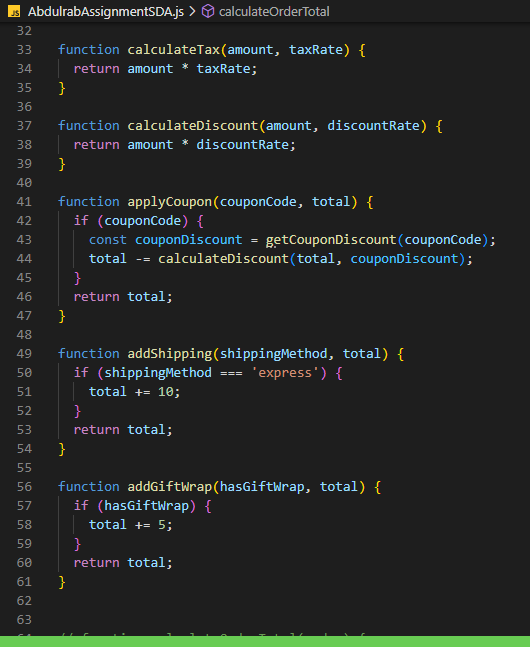 JS AbdulrabAssignmentSDA.js > calculateOrderTotal
32
33 function calculateTax(amount, taxRate) {
34   return amount * taxRate;
35 }
36
37 function calculateDiscount(amount, discountRate) {
38   return amount * discountRate;
39 }
40
41 function applyCoupon(couponCode, total) {
42   if (couponCode) {
43     const couponDiscount = getCouponDiscount(couponCode);
44     total -= calculateDiscount(total, couponDiscount);
45   }
46   return total;
47 }
48
49 function addShipping(shippingMethod, total) {
50   if (shippingMethod === 'express') {
51     total += 10;
52   }
53   return total;
54 }
55
56 function addGiftWrap(hasGiftWrap, total) {
57   if (hasGiftWrap) {
58     total += 5;
59   }
60   return total;
61 }
62
63